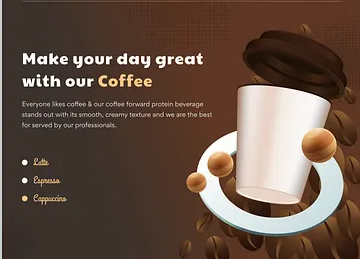 Make your day great
with our Coffee
Everyone likes coffee & our coffee forward protein beverage
stands out with its smooth, creamy texture and we are the best
for served by our professionals.
Latte
Espresso
Cappuccino